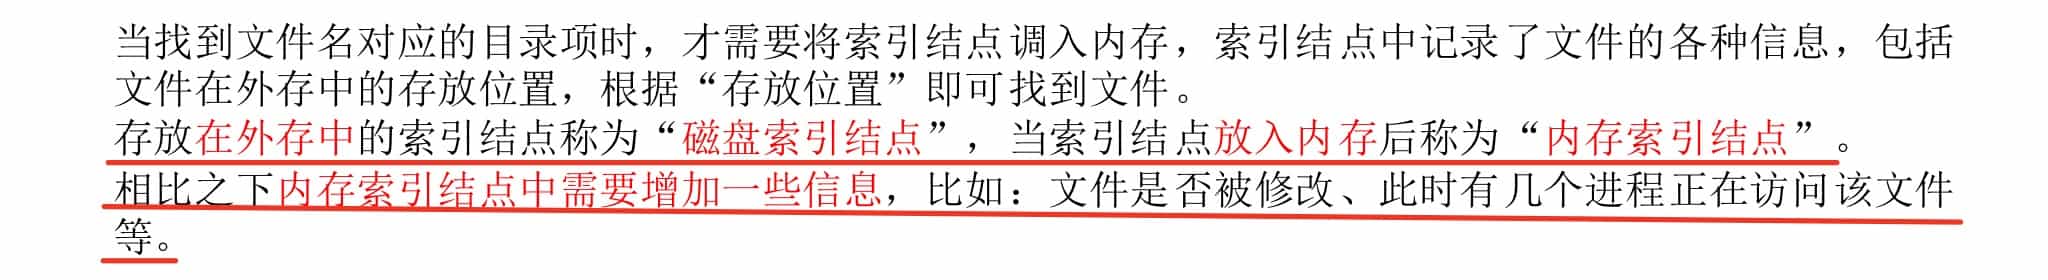 当找到文件名对应的目录项时，才需要将索引结点调入内存，索引结点中记录了文件的各种信息，包括
文件在外存中的存放位置，根据“存放位置”即可找到文件。
存放在外存中的索引结点称为“磁盘索引结点”，当索引结点放入内存后称为“内存索引结点”。
相比之下内存索引结点中需要增加一些信息，比如：文件是否被修改、此时有几个进程正在访问该文件
等。